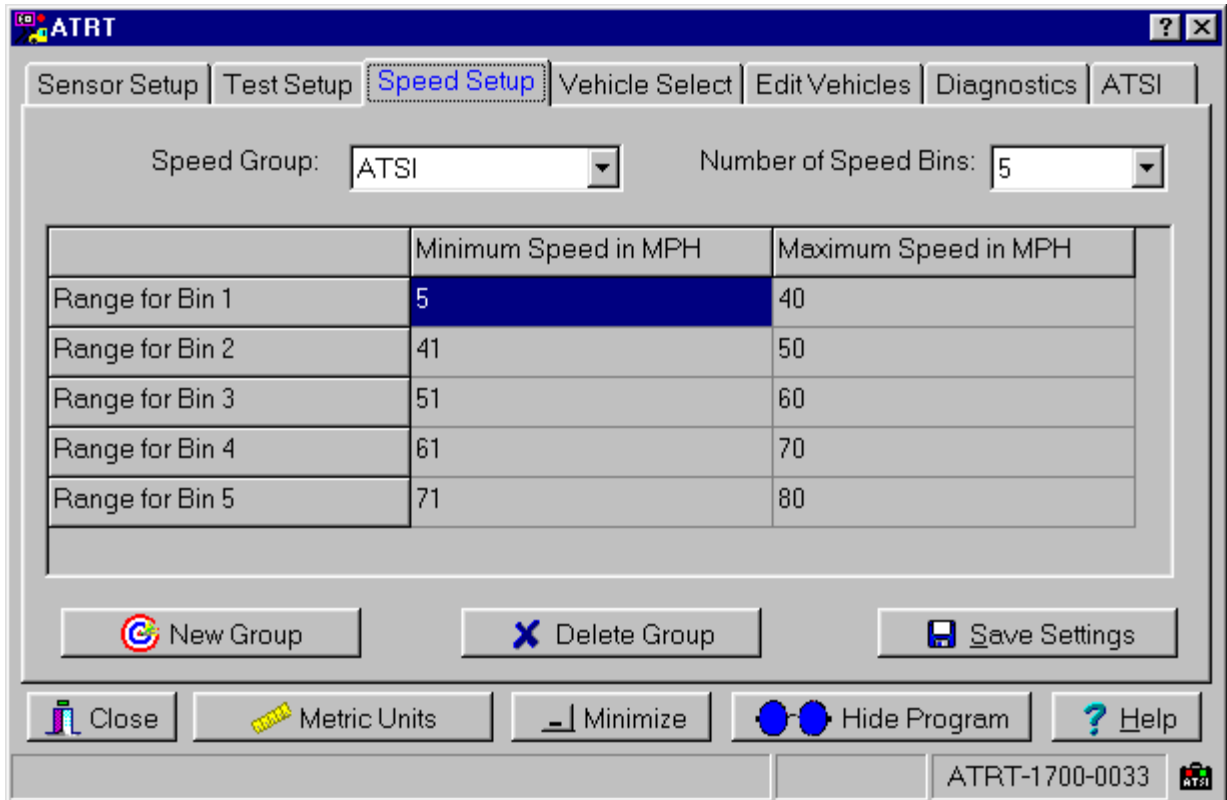 ATRT
Sensor Setup Test Setup Speed Setup Vehicle Select Edit Vehicles Diagnostics ATSI
Speed Group: ATSI Number of Speed Bins: 5
Minimum Speed in MPH Maximum Speed in MPH
Range for Bin 1 5 40
Range for Bin 2 41 50
Range for Bin 3 51 60
Range for Bin 4 61 70
Range for Bin 5 71 80
New Group Delete Group Save Settings
Close Metric Units Minimize Hide Program ? Help
ATRT-1700-0033 ATSI